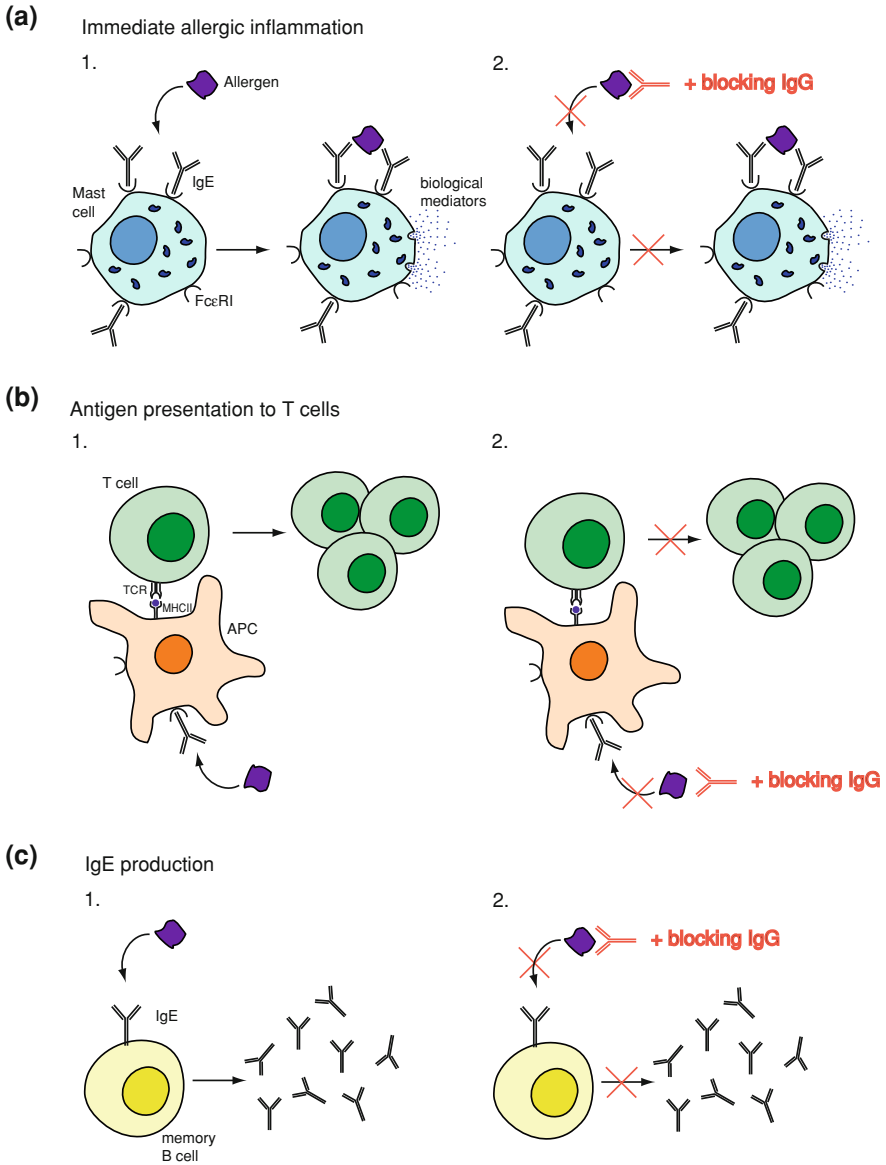 (a)
Immediate allergic inflammation
1.
Allergen
IgE
Mast
cell
FcεRI
biological
mediators
2.
+ blocking IgG
(b)
Antigen presentation to T cells
1.
T cell
TCR
MHCII
APC
2.
+ blocking IgG
(c)
IgE production
1.
IgE
memory
B cell
2.
+ blocking IgG